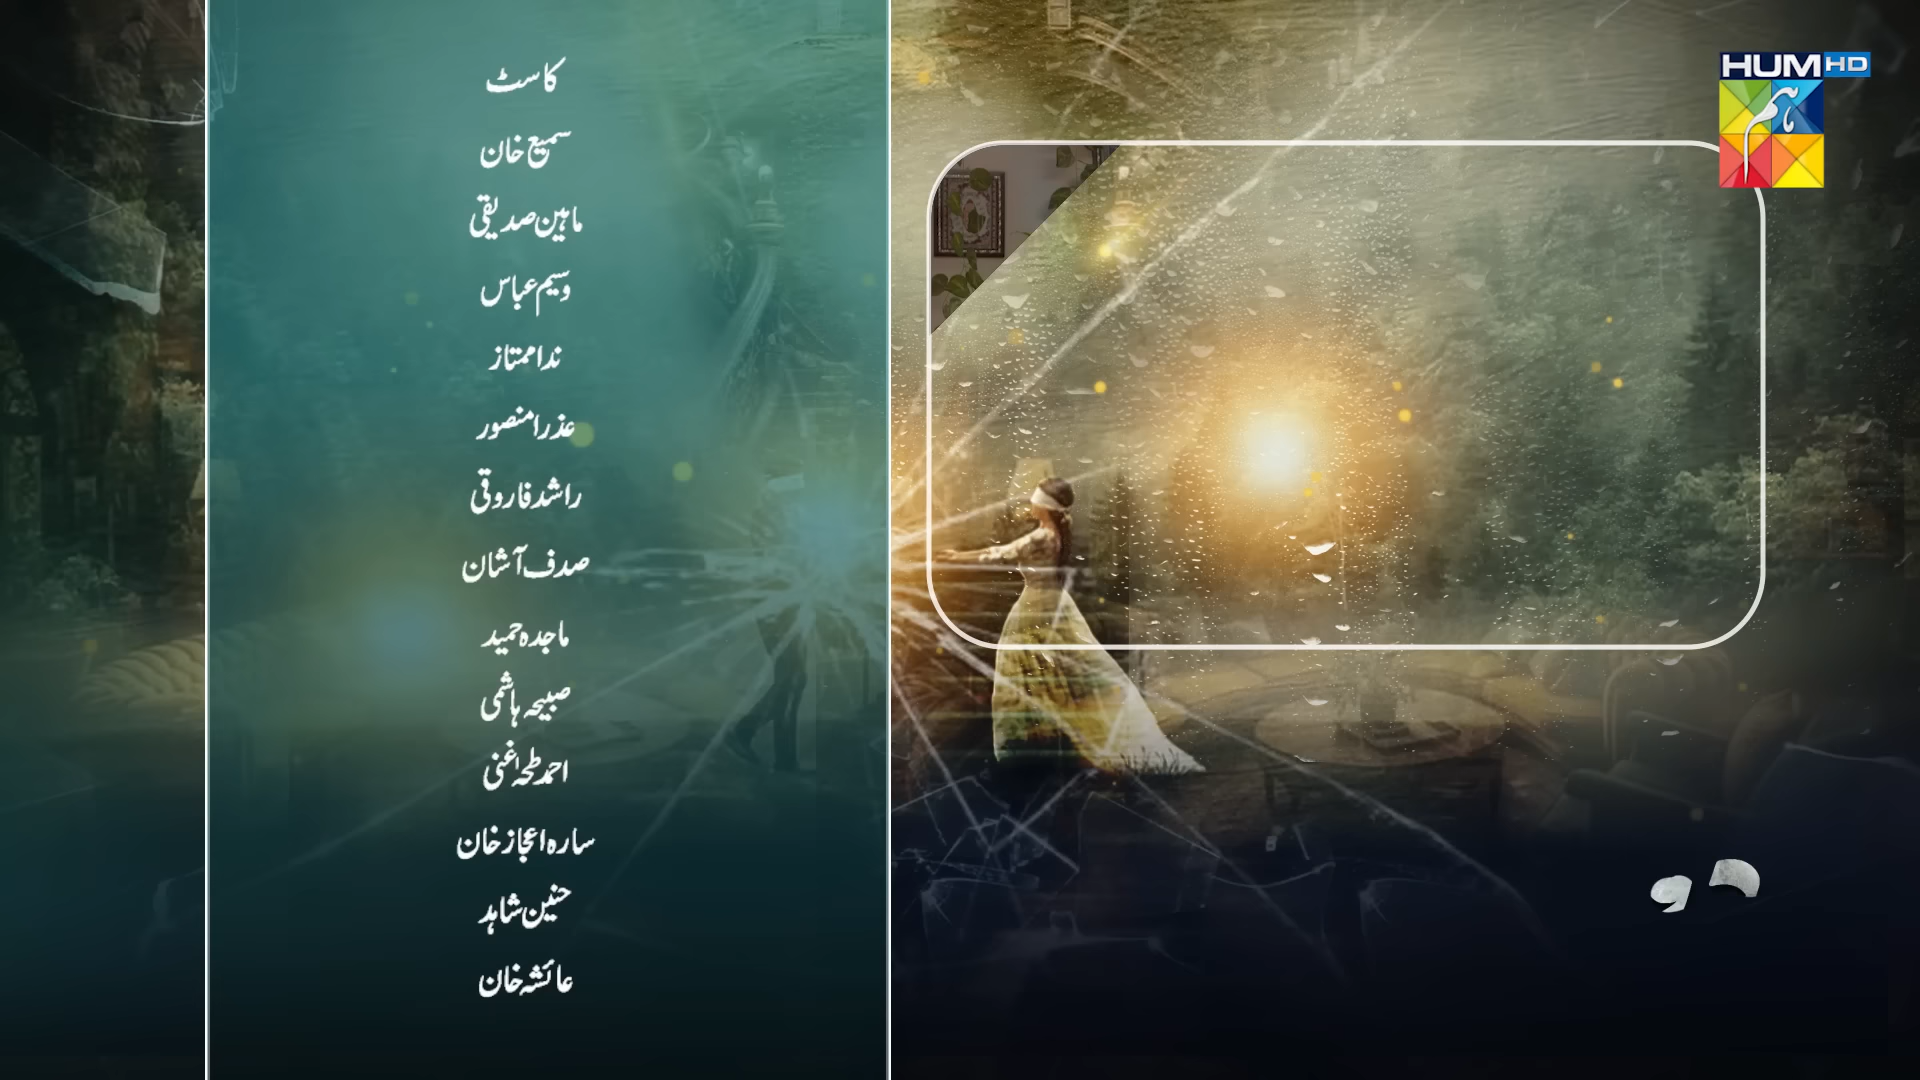 کاسٹ
سمیع خان
ماہین صدیقی
وسیم عباس
ندا ممتاز
عذرا منصور
راشد فاروقی
صدف آشان
ماجدہ حمید
صبیحہ ہاشمی
احمد طحہٰ غنی
سارہ اعجاز خان
حنین شاہد
عائشہ خان
HUM HD
ہم